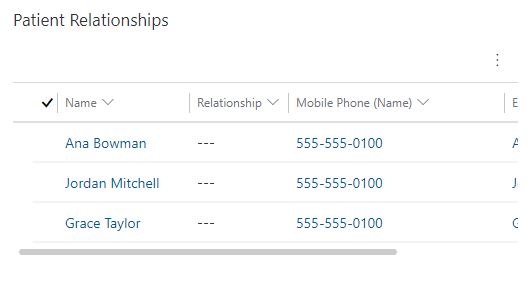 Patient Relationships
Name Relationship Mobile Phone (Name) E
Ana Bowman --- 555-555-0100 A
Jordan Mitchell --- 555-555-0100 J
Grace Taylor --- 555-555-0100 G